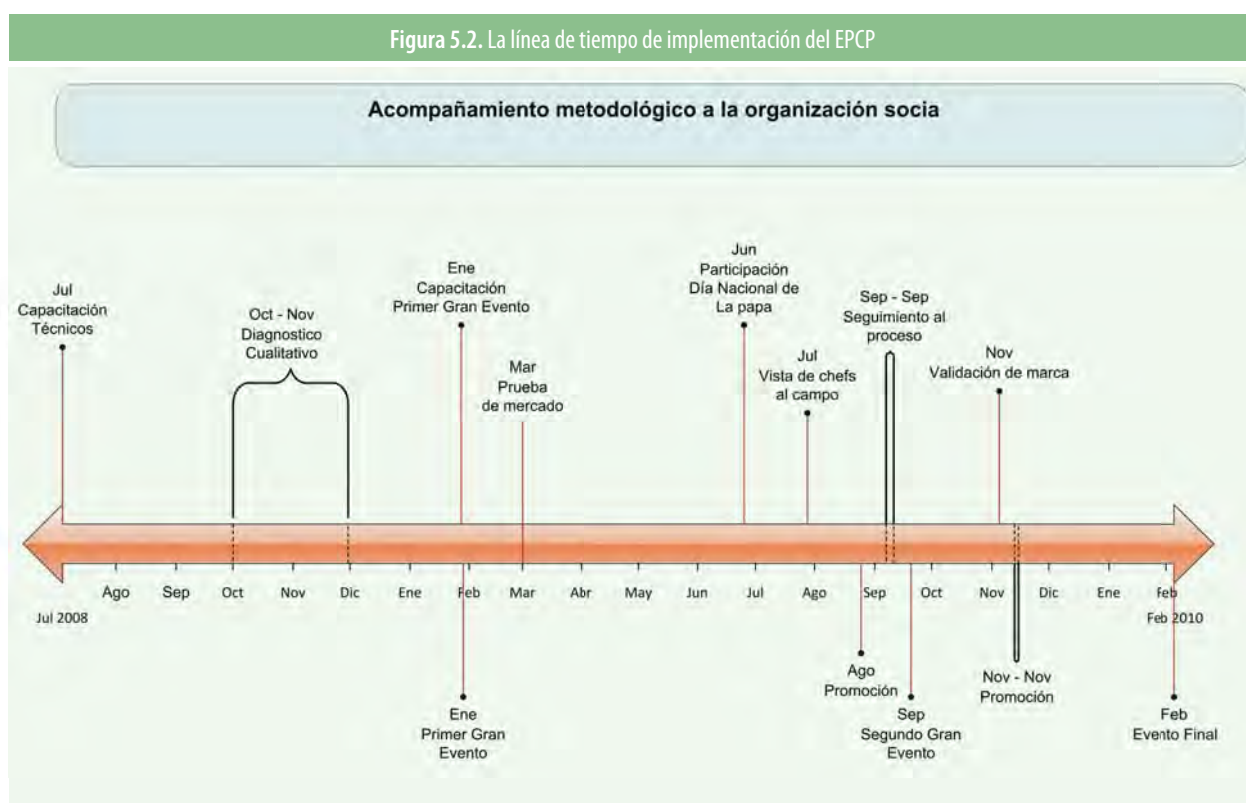 Figura 5.2. La línea de tiempo de implementación del EPCP
Acompañamiento metodológico a la organización socia
Jul
Capacitación
Técnicos
Oct - Nov
Diagnostico
Cualitativo
Ene
Capacitación
Primer Gran Evento
Mar
Prueba
de mercado
Jun
Participación
Día Nacional de
La papa
Jul
Vista de chefs
al campo
Sep - Sep
Seguimiento al
proceso
Nov
Validación de marca
Ago Sep Oct Nov Dic Ene Feb Mar Abr May Jun Jul Ago Sep Oct Nov Dic Ene Feb
Jul 2008
Feb 2010
Ene
Primer Gran
Evento
Ago
Promoción
Sep
Segundo Gran
Evento
Nov - Nov
Promoción
Feb
Evento Final